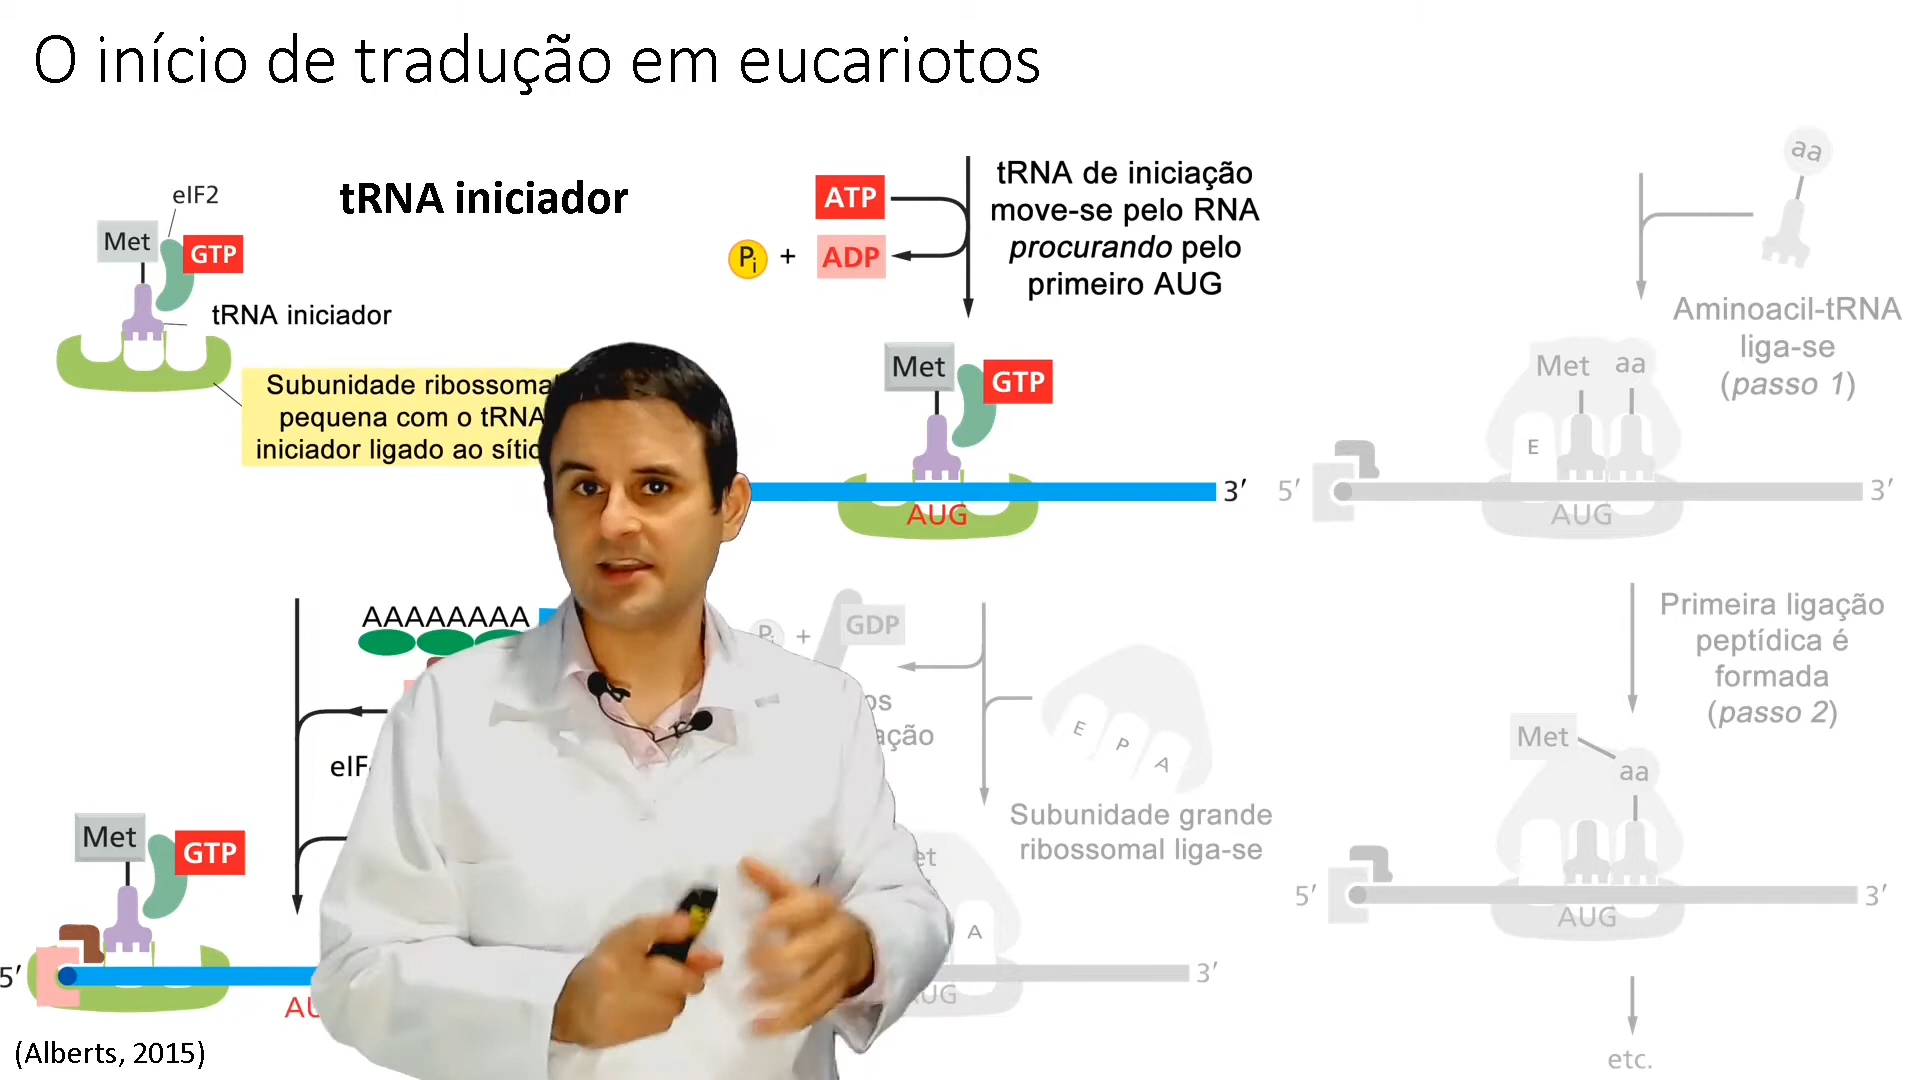 O início de tradução em eucariotos
eIF2
Met
GTP
tRNA iniciador
tRNA iniciador
Subunidade ribossomal
pequena com o tRNA
iniciador ligado ao
AAAAAAAA
Met
GTP
5′
(Alberts, 2015)
ATP
Pi + ADP
tRNA de iniciação
move-se pelo RNA
procurando pelo
primeiro AUG
Met
GTP
3′
AUG
Pi + GDP
E P A
Subunidade grande
ribossomal liga-se
A
3′
aa
Aminoacil-tRNA
liga-se
(passo 1)
Met aa
E
5′ 3′
AUG
Primeira ligação
peptídica é
formada
(passo 2)
Met
aa
5′ 3′
AUG
etc.